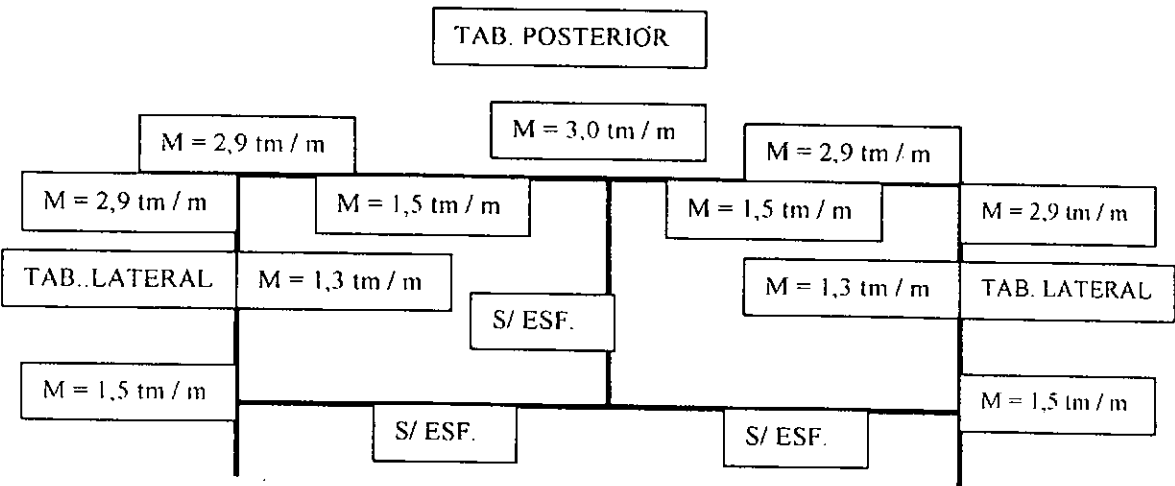 TAB. POSTERIOR
M = 3,0 tm / m
M = 2,9 tm / m
M = 2,9 tm / m
M = 2,9 tm / m
M = 1,5 tm / m
M = 1,5 tm / m
M = 2,9 tm / m
TAB..LATERAL
M = 1,3 tm / m
M = 1,3 tm / m
TAB. LATERAL
S/ ESF.
M = 1,5 tm / m
M = 1,5 tm / m
S/ ESF.
S/ ESF.